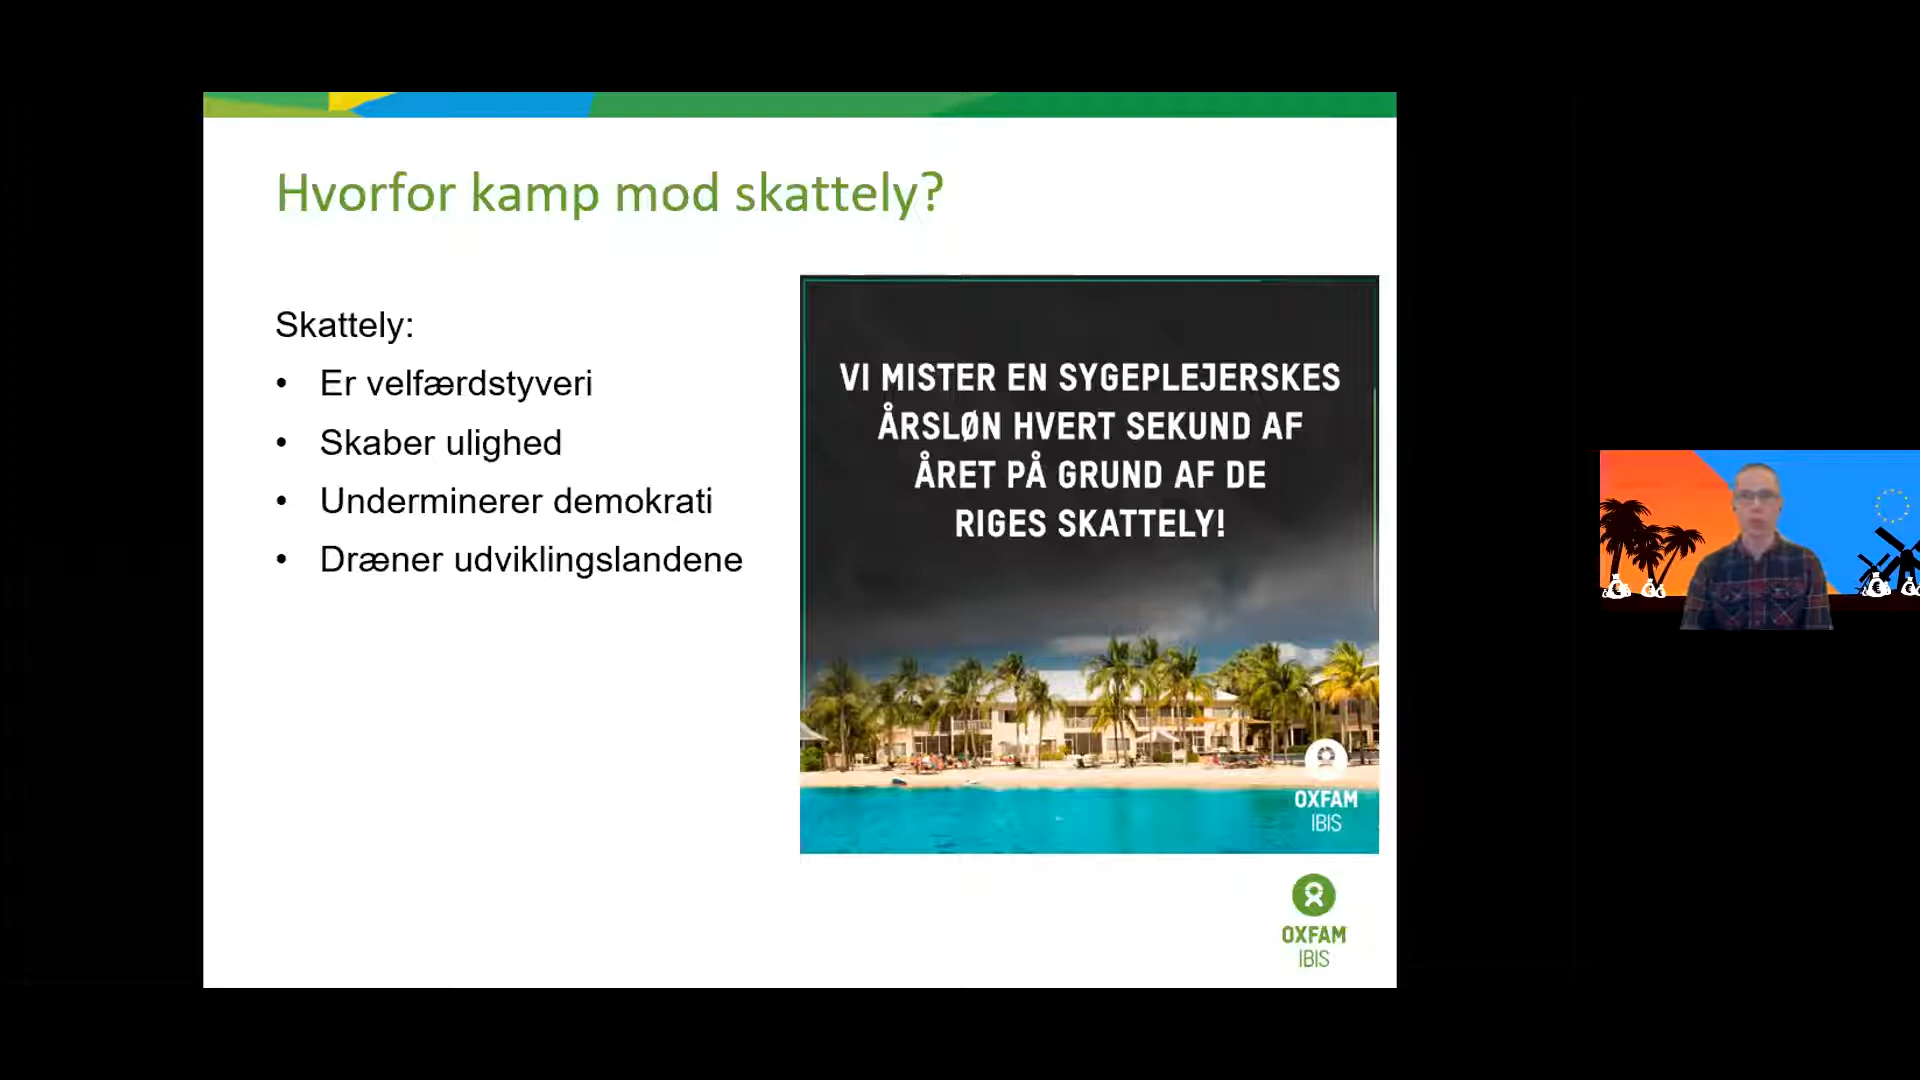 Hvorfor kamp mod skattely?
Skattely:
• Er velfærdstyveri
• Skaber ulighed
• Underminerer demokrati
• Dræner udviklingslandene
VI MISTER EN SYGEPLEJERSKES
ÅRSLØN HVERT SEKUND AF
ÅRET PÅ GRUND AF DE
RIGES SKATTELY!
OXFAM
IBIS
OXFAM
IBIS